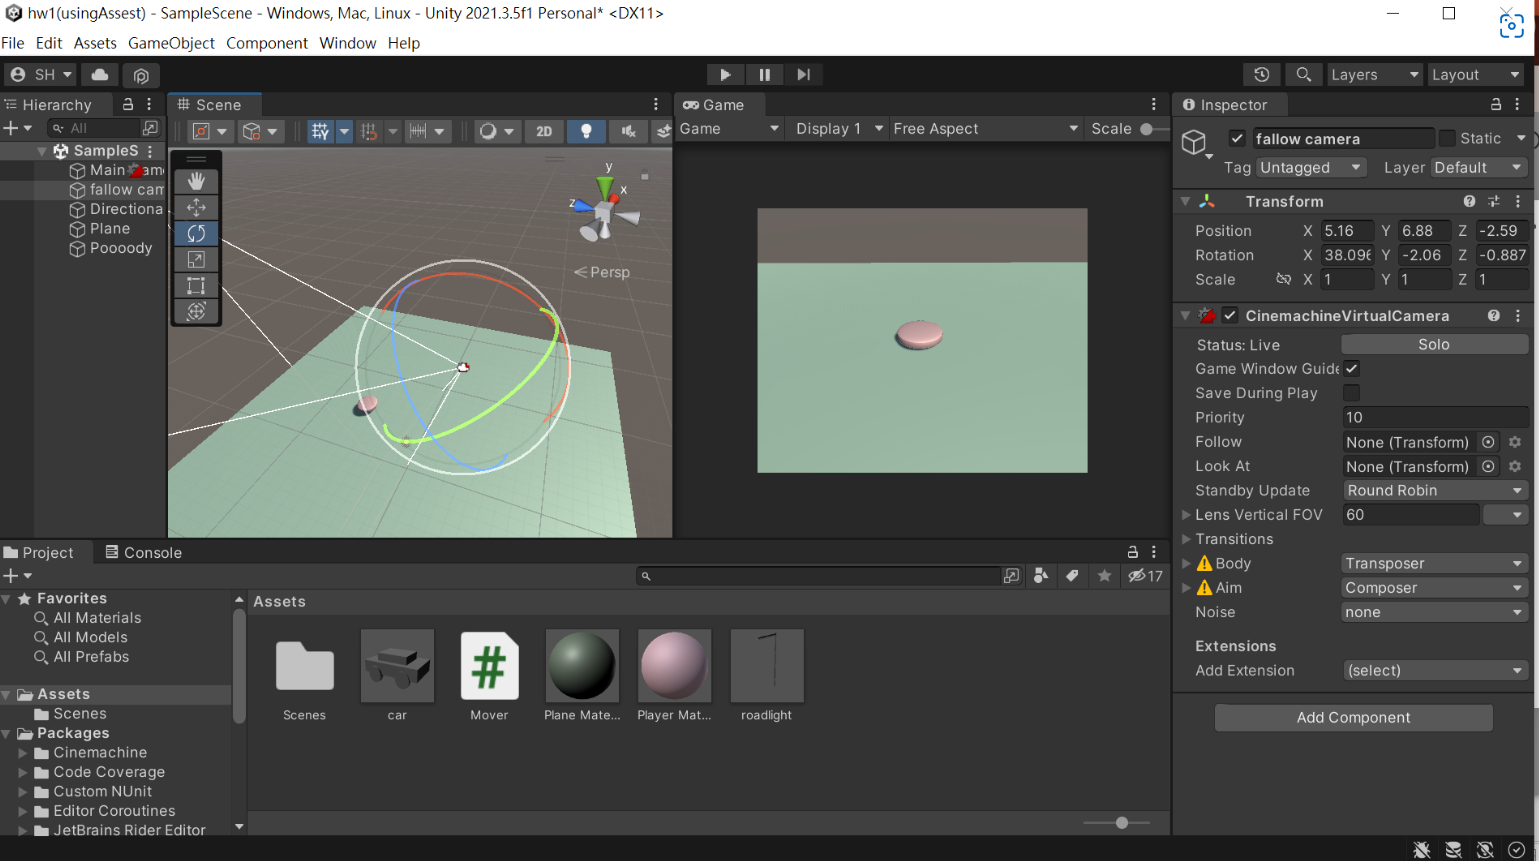 hw1(usingAssest) - SampleScene - Windows, Mac, Linux - Unity 2021.3.5f1 Personal* <DX11>
File Edit Assets GameObject Component Window Help
SH
Layers
Layout
Hierarchy
All
SampleS
Main
fallow cam
Directiona
Plane
Poooody
Scene
2D
y
x
z
Persp
Game
Game
Display 1
Free Aspect
Scale
Inspector
fallow camera
Static
Tag Untagged
Layer Default
Transform
Position X 5.16 Y 6.88 Z -2.59
Rotation X 38.096 Y -2.06 Z -0.887
Scale X 1 Y 1 Z 1
CinemachineVirtualCamera
Status: Live
Solo
Game Window Guide
Save During Play
Priority 10
Follow None (Transform)
Look At None (Transform)
Standby Update Round Robin
Lens Vertical FOV 60
Transitions
Body Transposer
Aim Composer
Noise none
Extensions
Add Extension (select)
Add Component
Project
Console
17
Favorites
All Materials
All Models
All Prefabs
Assets
Scenes
Packages
Cinemachine
Code Coverage
Custom NUnit
Editor Coroutines
JetBrains Rider Editor
Assets
Scenes
car
#
Mover
Plane Mate...
Player Mat...
roadlight